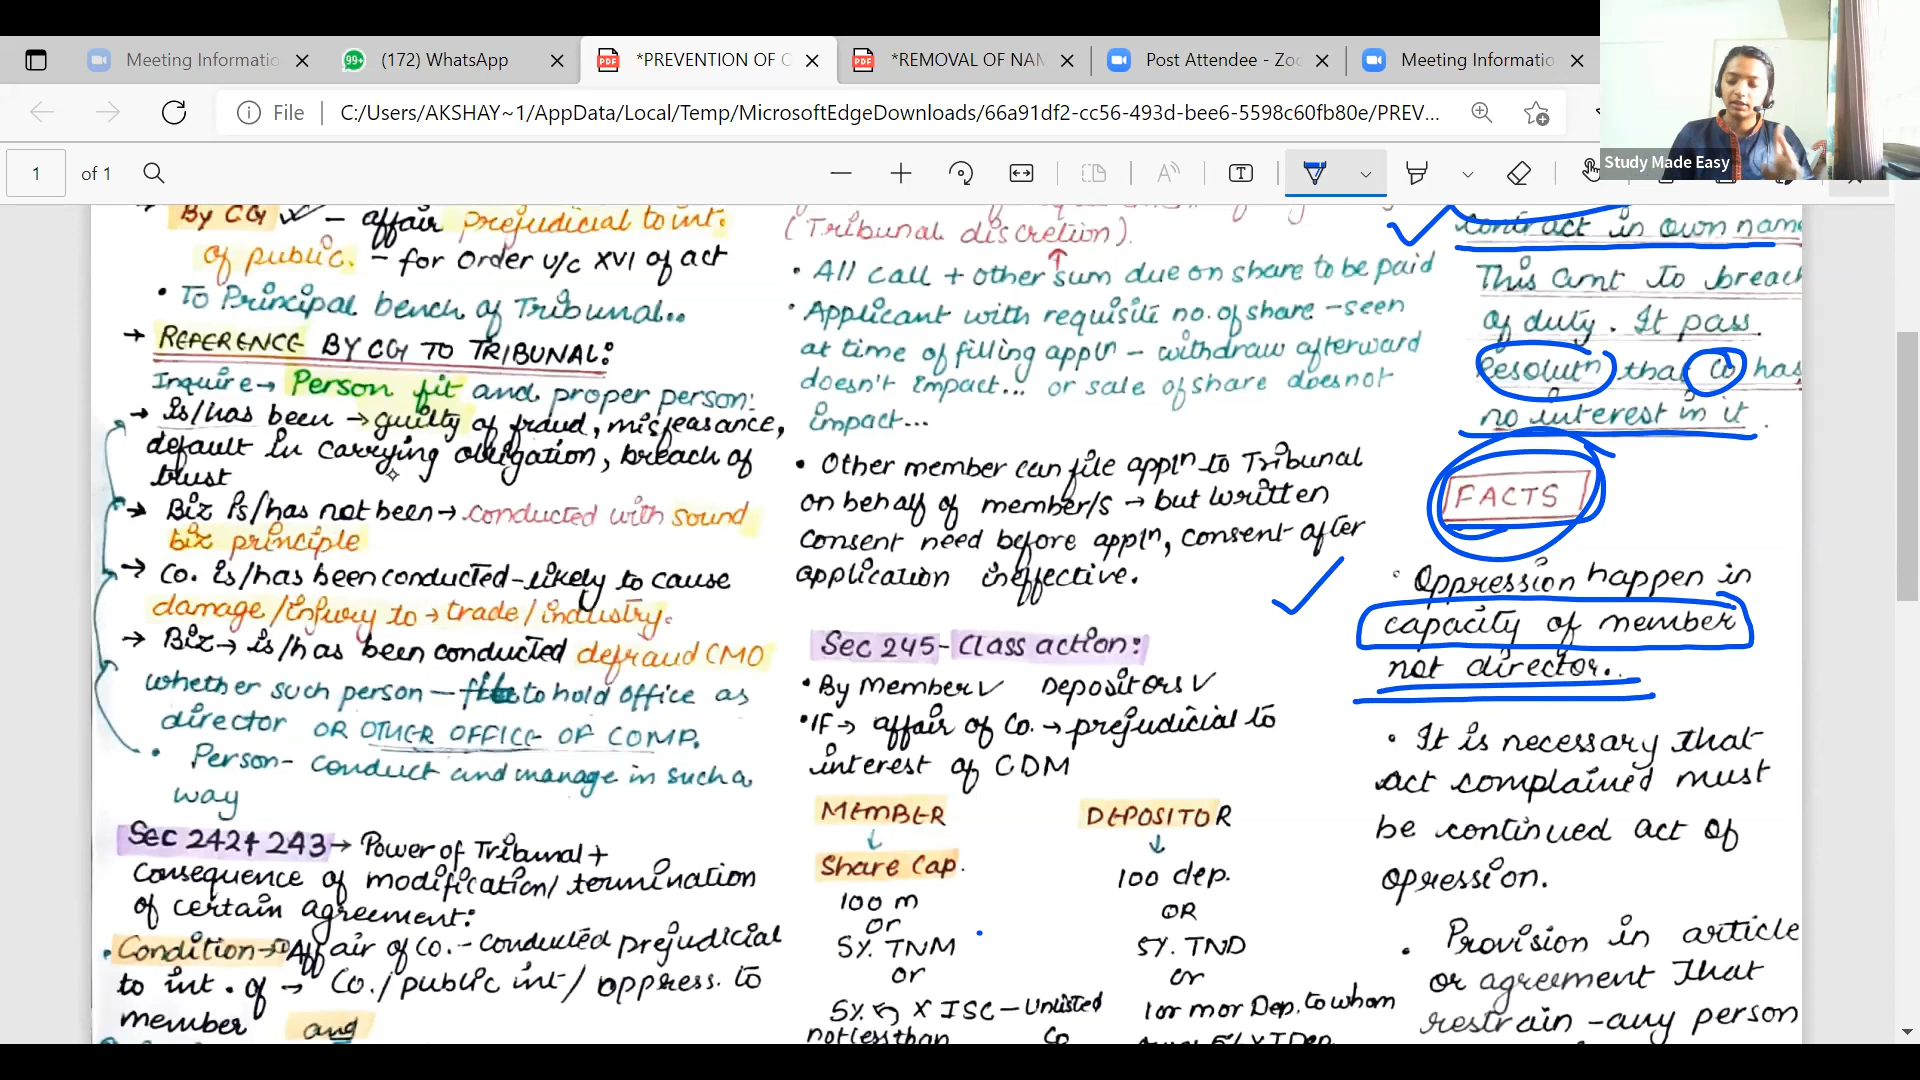 Meeting Informatio
(172) WhatsApp
*PREVENTION OF O
*REMOVAL OF NAM
Post Attendee - Zoo
Meeting Informatio
99+
File
C:/Users/AKSHAY~1/AppData/Local/Temp/MicrosoftEdgeDownloads/66a91df2-cc56-493d-bee6-5598c60fb80e/PREV...
Study Made Easy
1 of 1
By CG - affair prejudicial to int.
of public. - for order u/c XVI of act
• To Principal bench of Tribunal..
→ REFERENCE BY CG TO TRIBUNAL:
Inquire → Person fit and proper person:
→ is/has been → guilty of fraud, misfeasance,
default in carrying obligation, breach of
trust
→ Biz is/has not been → conducted with sound
biz principle
→ Co. is/has been conducted - likely to cause
damage/injury to → trade/industry.
→ Biz → is/has been conducted defraud CMO
whether such person - fit to hold office as
director OR OTHER OFFICE OF COMP.
• Person - conduct and manage in such a
way
Sec 242+ 243 → Power of Tribunal +
Consequence of modification/ termination
of certain agreement:
• Condition → Affair of Co. - conducted prejudicial
to int. of → Co./public int/ oppress. to
member and
(Tribunal discretion).
• All call + other sum due on share to be paid
• Applicant with requisite no. of share - seen
at time of filling appln - withdraw afterward
doesn't impact... or sale of share does not
impact...
• Other member can file appln to Tribunal
on behalf of member/s → but written
consent need before appln, consent after
application ineffective.
Sec 245 - Class action:
• By Member ✓ Depositors ✓
• IF → affair of Co. → prejudicial to
interest of CDM
MEMBER DEPOSITOR
↓ ↓
Share Cap. 100 dep.
100 m OR
or 5% TND
5% TNM or
or 1 or mor Dep. to whom
5% X ISC - Unlisted
not less than Co
contract in own nam
This amt to breach
of duty. It pass
Resolutn that co has
no interest in it.
FACTS
• Oppression happen in
capacity of member
not director..
• It is necessary that
act complained must
be continued act of
opression.
• Provision in article
or agreement that
restrain - any person